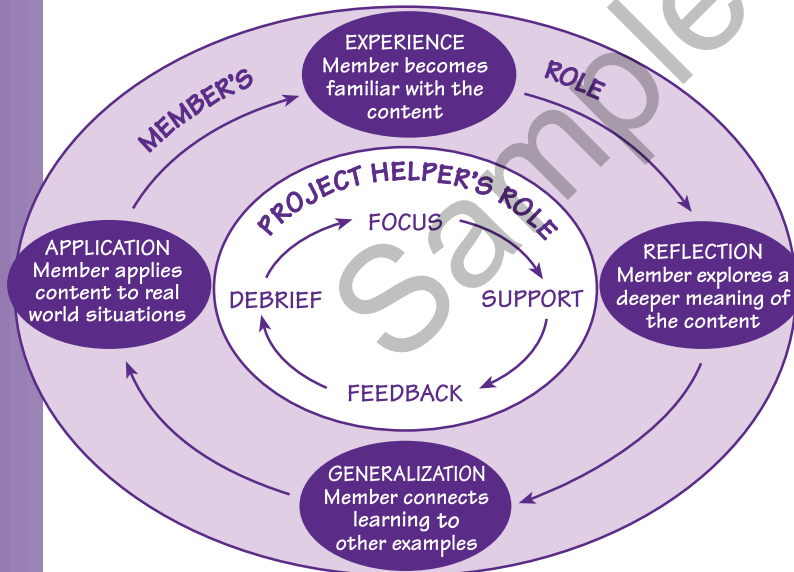 EXPERIENCE
Member becomes
familiar with the
content
MEMBER'S
ROLE
PROJECT HELPER'S ROLE
FOCUS
APPLICATION
Member applies
content to real
world situations
DEBRIEF
SUPPORT
REFLECTION
Member explores a
deeper meaning of
the content
FEEDBACK
GENERALIZATION
Member connects
learning to
other examples
Sample